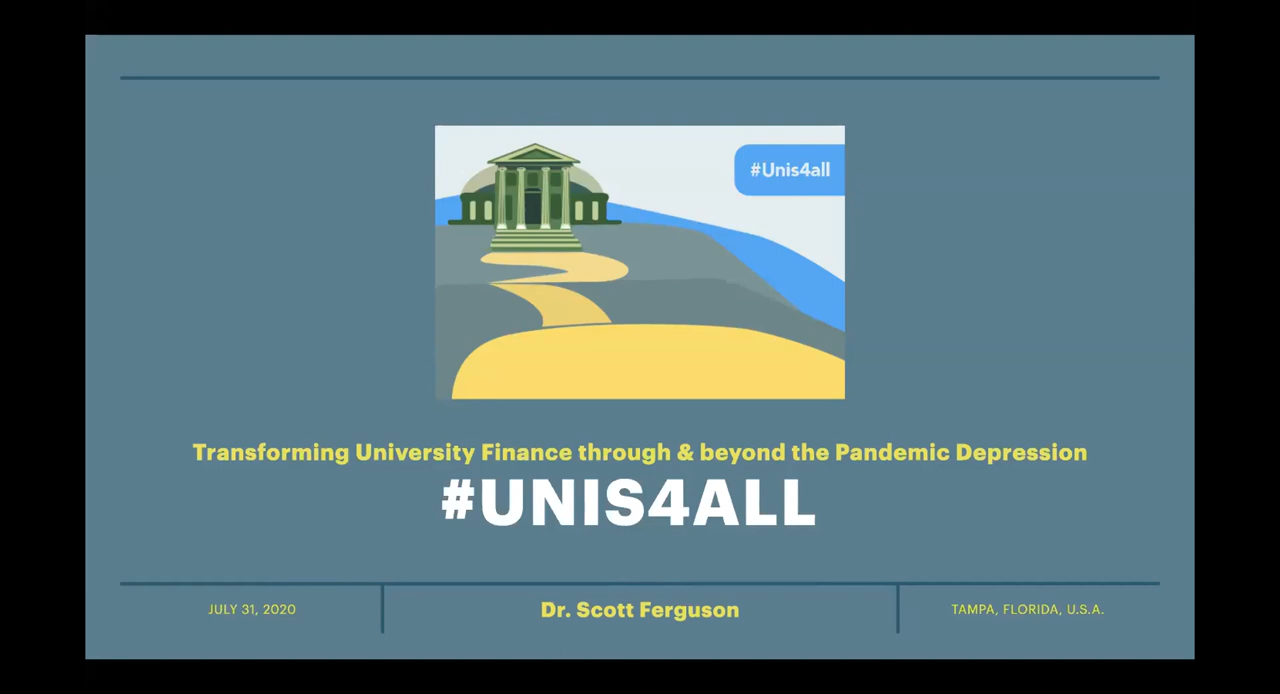 #Unis4all
Transforming University Finance through & beyond the Pandemic Depression
#UNIS4ALL
JULY 31, 2020
Dr. Scott Ferguson
TAMPA, FLORIDA, U.S.A.